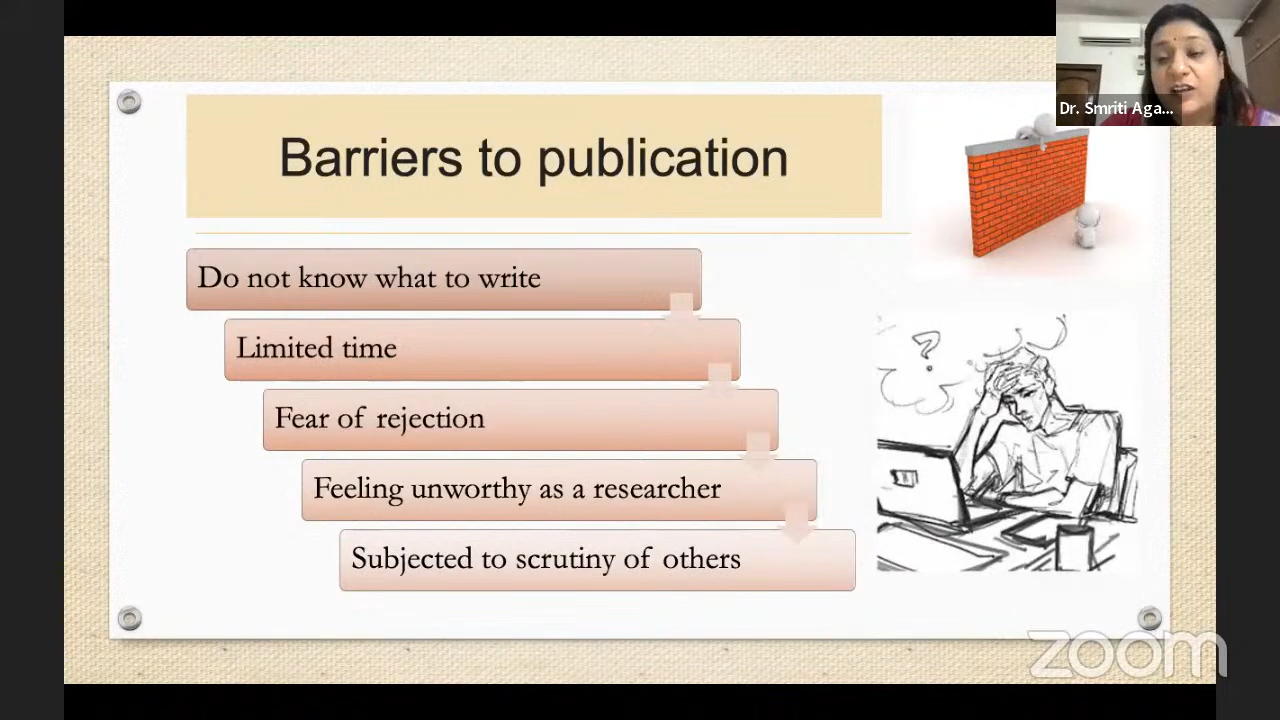 Dr. Smriti Aga...
Barriers to publication
Do not know what to write
Limited time
Fear of rejection
Feeling unworthy as a researcher
Subjected to scrutiny of others
?
zoom